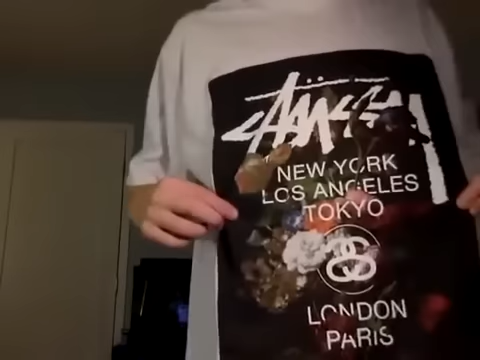 Stüssy
NEW YORK
LOS ANGELES
TOKYO
LONDON
PARIS